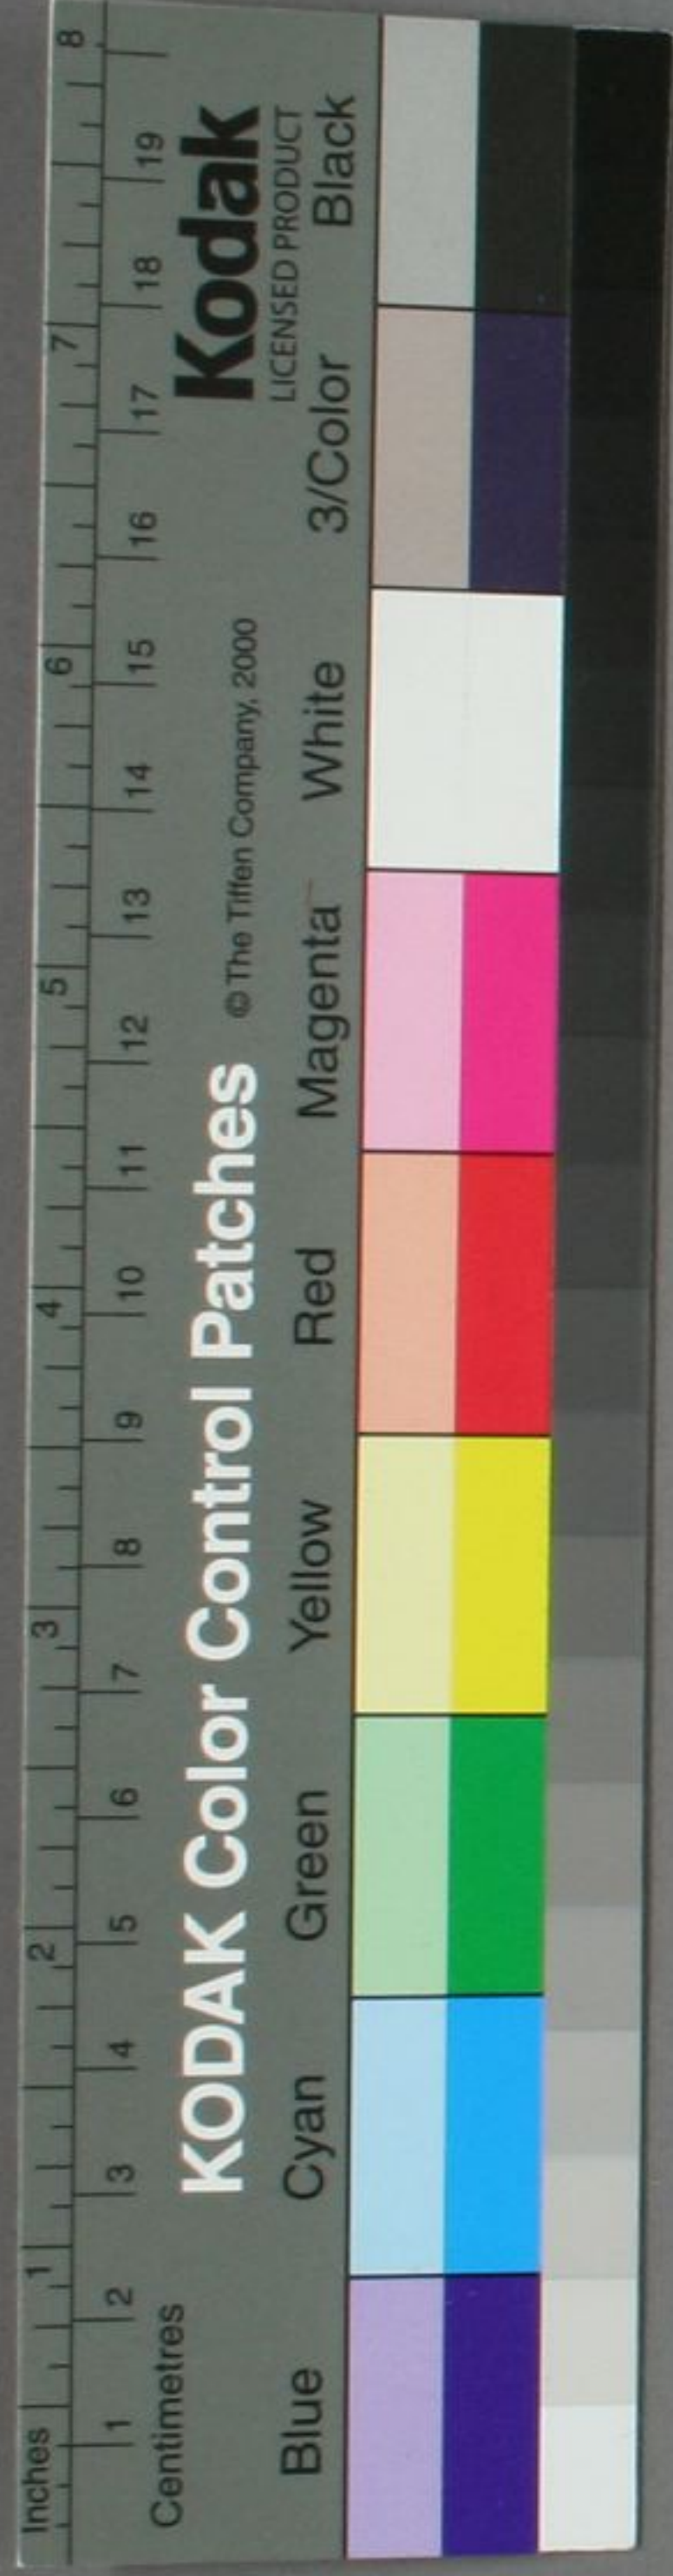 Inches 1 2 3 4 5 6 7 8
1 2 3 4 5 6 7 8 9 10 11 12 13 14 15 16 17 18 19
Centimetres
KODAK Color Control Patches © The Tiffen Company, 2000 Kodak
LICENSED PRODUCT
Blue Cyan Green Yellow Red Magenta White 3/Color Black